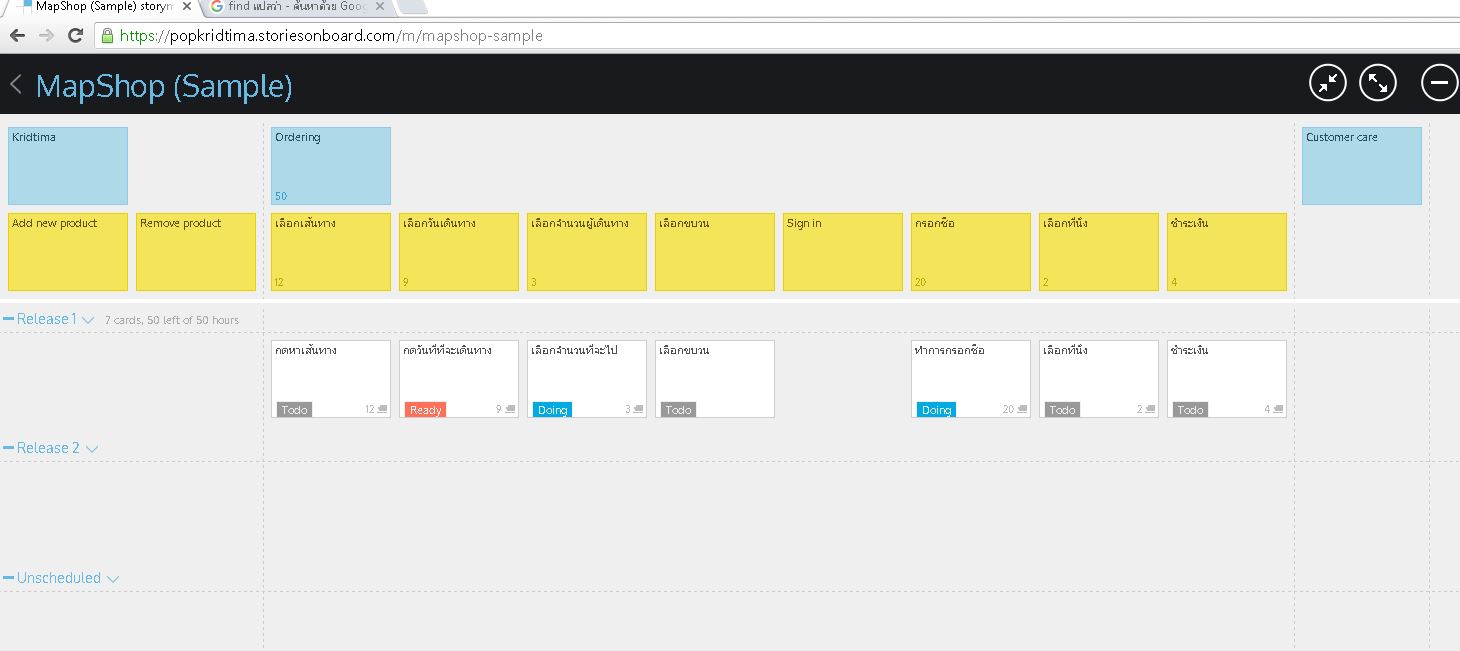 MapShop (Sample) storym
find แปลว่า - ค้นหาด้วย Goog
https://popkridtima.storiesonboard.com/m/mapshop-sample
MapShop (Sample)
Kridtima
Ordering
50
Customer care
Add new product
Remove product
เลือกเส้นทาง
12
เลือกวันเดินทาง
9
เลือกจำนวนผู้เดินทาง
3
เลือกขบวน
Sign in
กรอกชื่อ
20
เลือกที่นั่ง
2
ชำระเงิน
4
Release 1
7 cards, 50 left of 50 hours
กดหาเส้นทาง
Todo
12
กดวันที่ที่จะเดินทาง
Ready
9
เลือกจำนวนที่จะไป
Doing
3
เลือกขบวน
Todo
ทำการกรอกชื่อ
Doing
20
เลือกที่นั่ง
Todo
2
ชำระเงิน
Todo
4
Release 2
Unscheduled